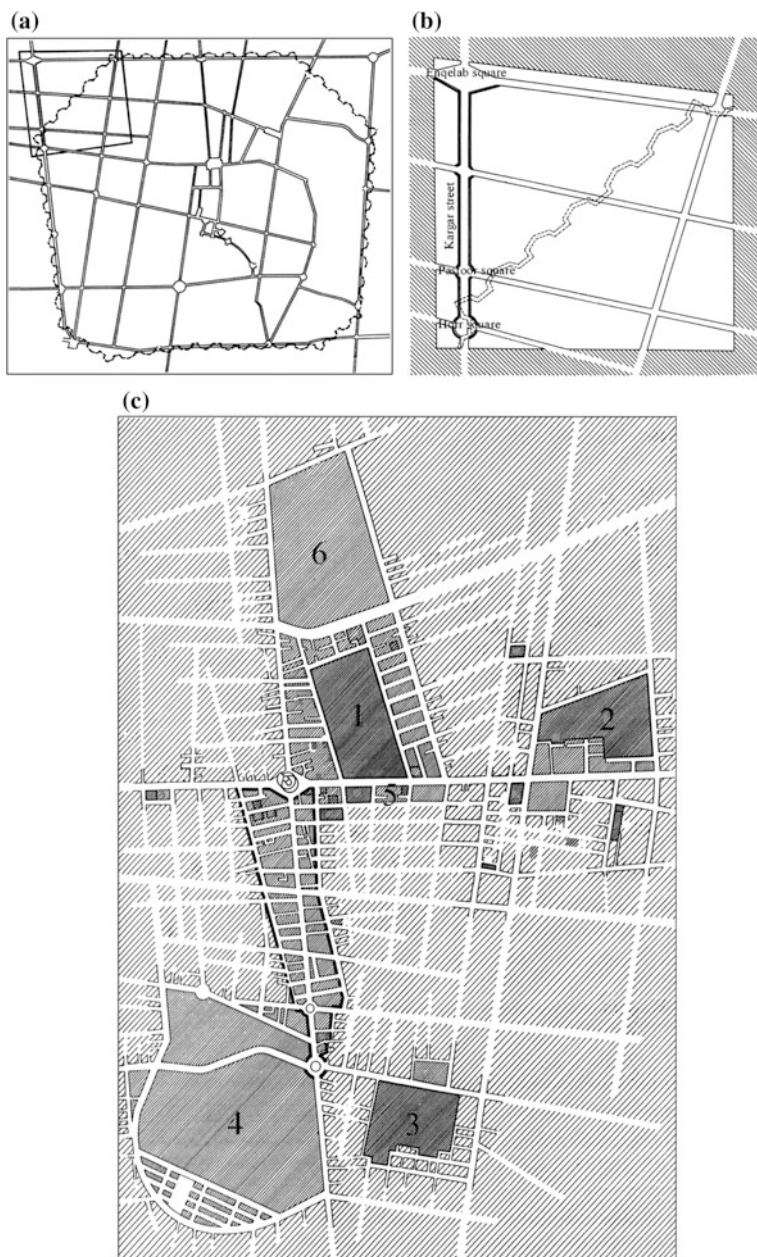 (a)
(b)
Enqelab square
Kargar street
Pastoor square
Horr square
(c)
6
1
2
5
3
4